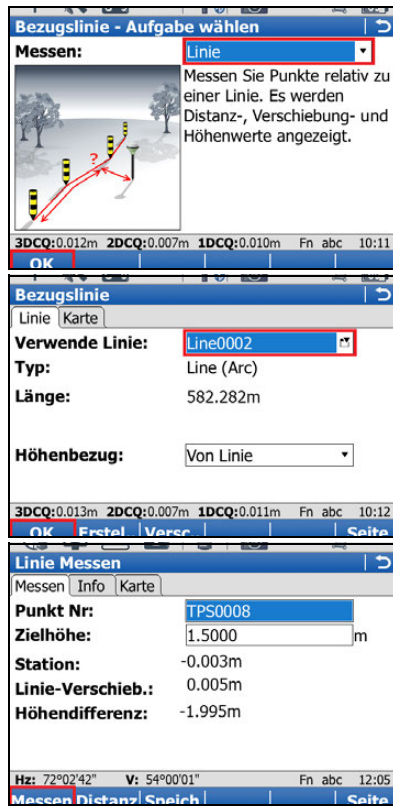 Bezugslinie - Aufgabe wählen
Messen: Linie
Messen Sie Punkte relativ zu
einer Linie. Es werden
Distanz-, Verschiebung- und
Höhenwerte angezeigt.
?
3DCQ:0.012m 2DCQ:0.007m 1DCQ:0.010m Fn abc 10:11
OK
Bezugslinie
Linie Karte
Verwende Linie: Line0002
Typ: Line (Arc)
Länge: 582.282m
Höhenbezug: Von Linie
3DCQ:0.013m 2DCQ:0.007m 1DCQ:0.011m Fn abc 10:12
OK Erstel.. Versc.. Seite
Linie Messen
Messen Info Karte
Punkt Nr: TPS0008
Zielhöhe: 1.5000 m
Station: -0.003m
Linie-Verschieb.: 0.005m
Höhendifferenz: -1.995m
Hz: 72°02'42" V: 54°00'01" Fn abc 12:05
Messen Distanz Speich Seite